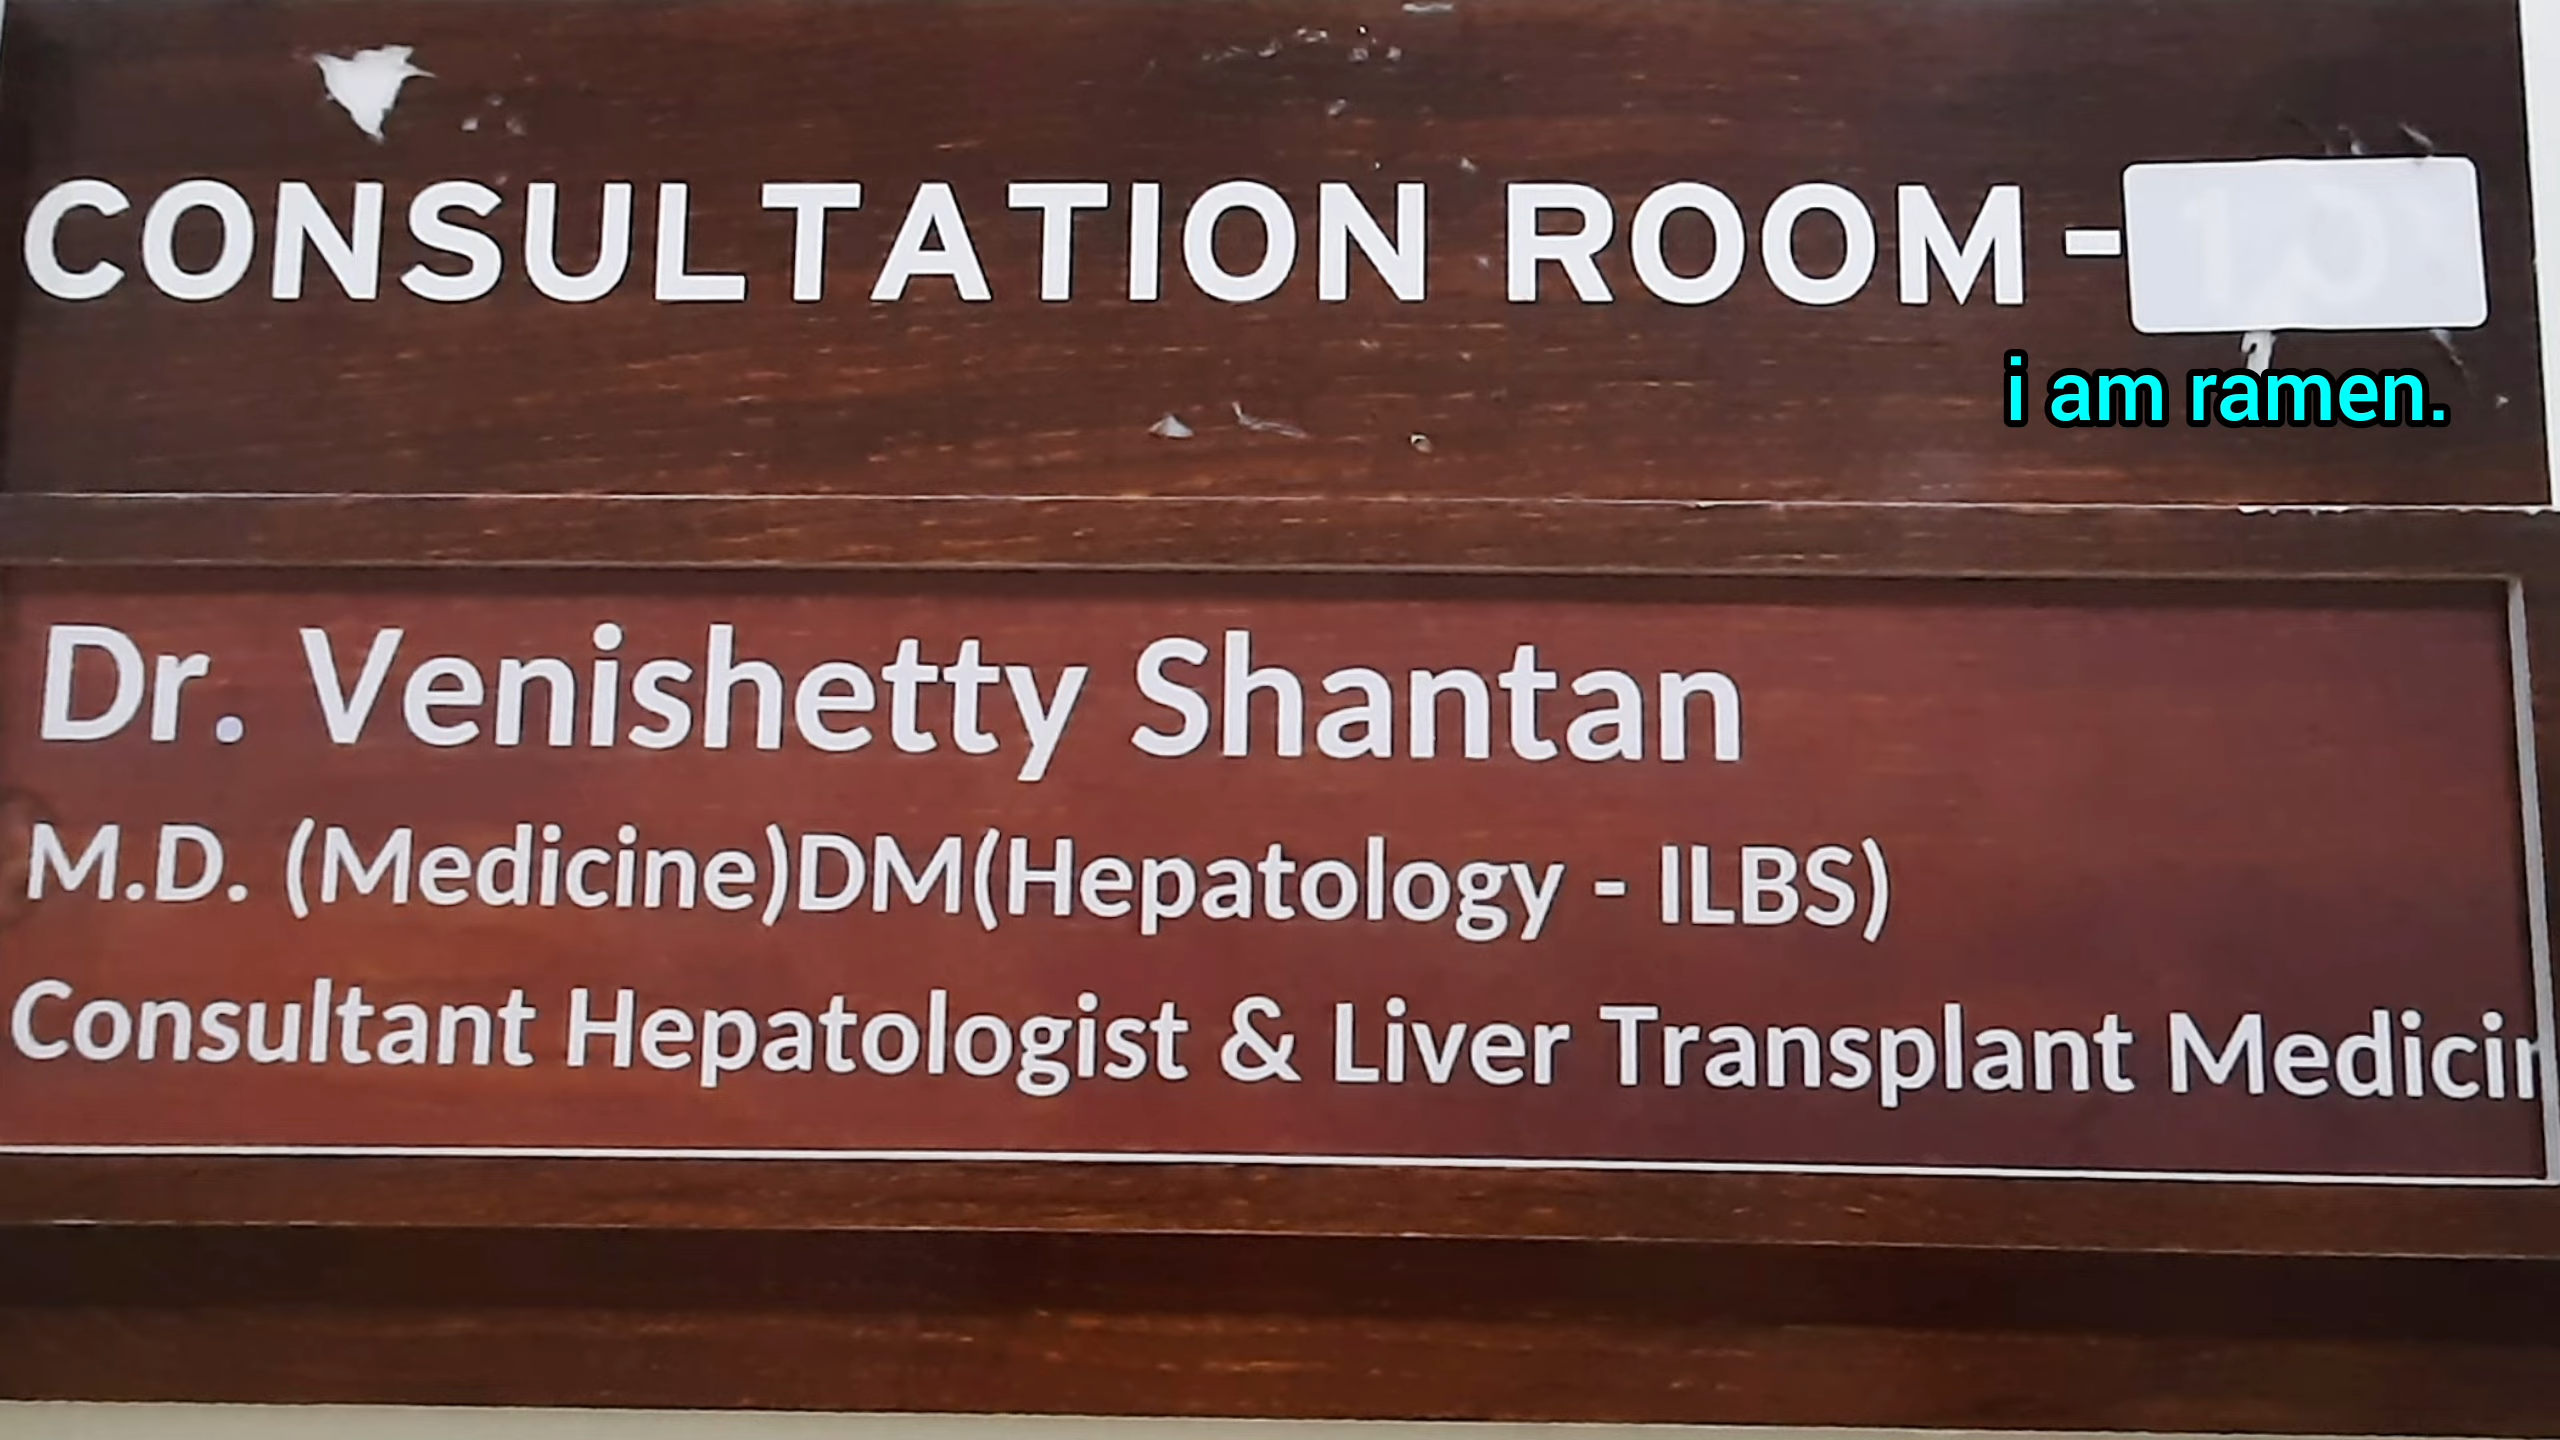 CONSULTATION ROOM -
i am ramen.
Dr. Venishetty Shantan
M.D. (Medicine)DM(Hepatology - ILBS)
Consultant Hepatologist & Liver Transplant Medicin